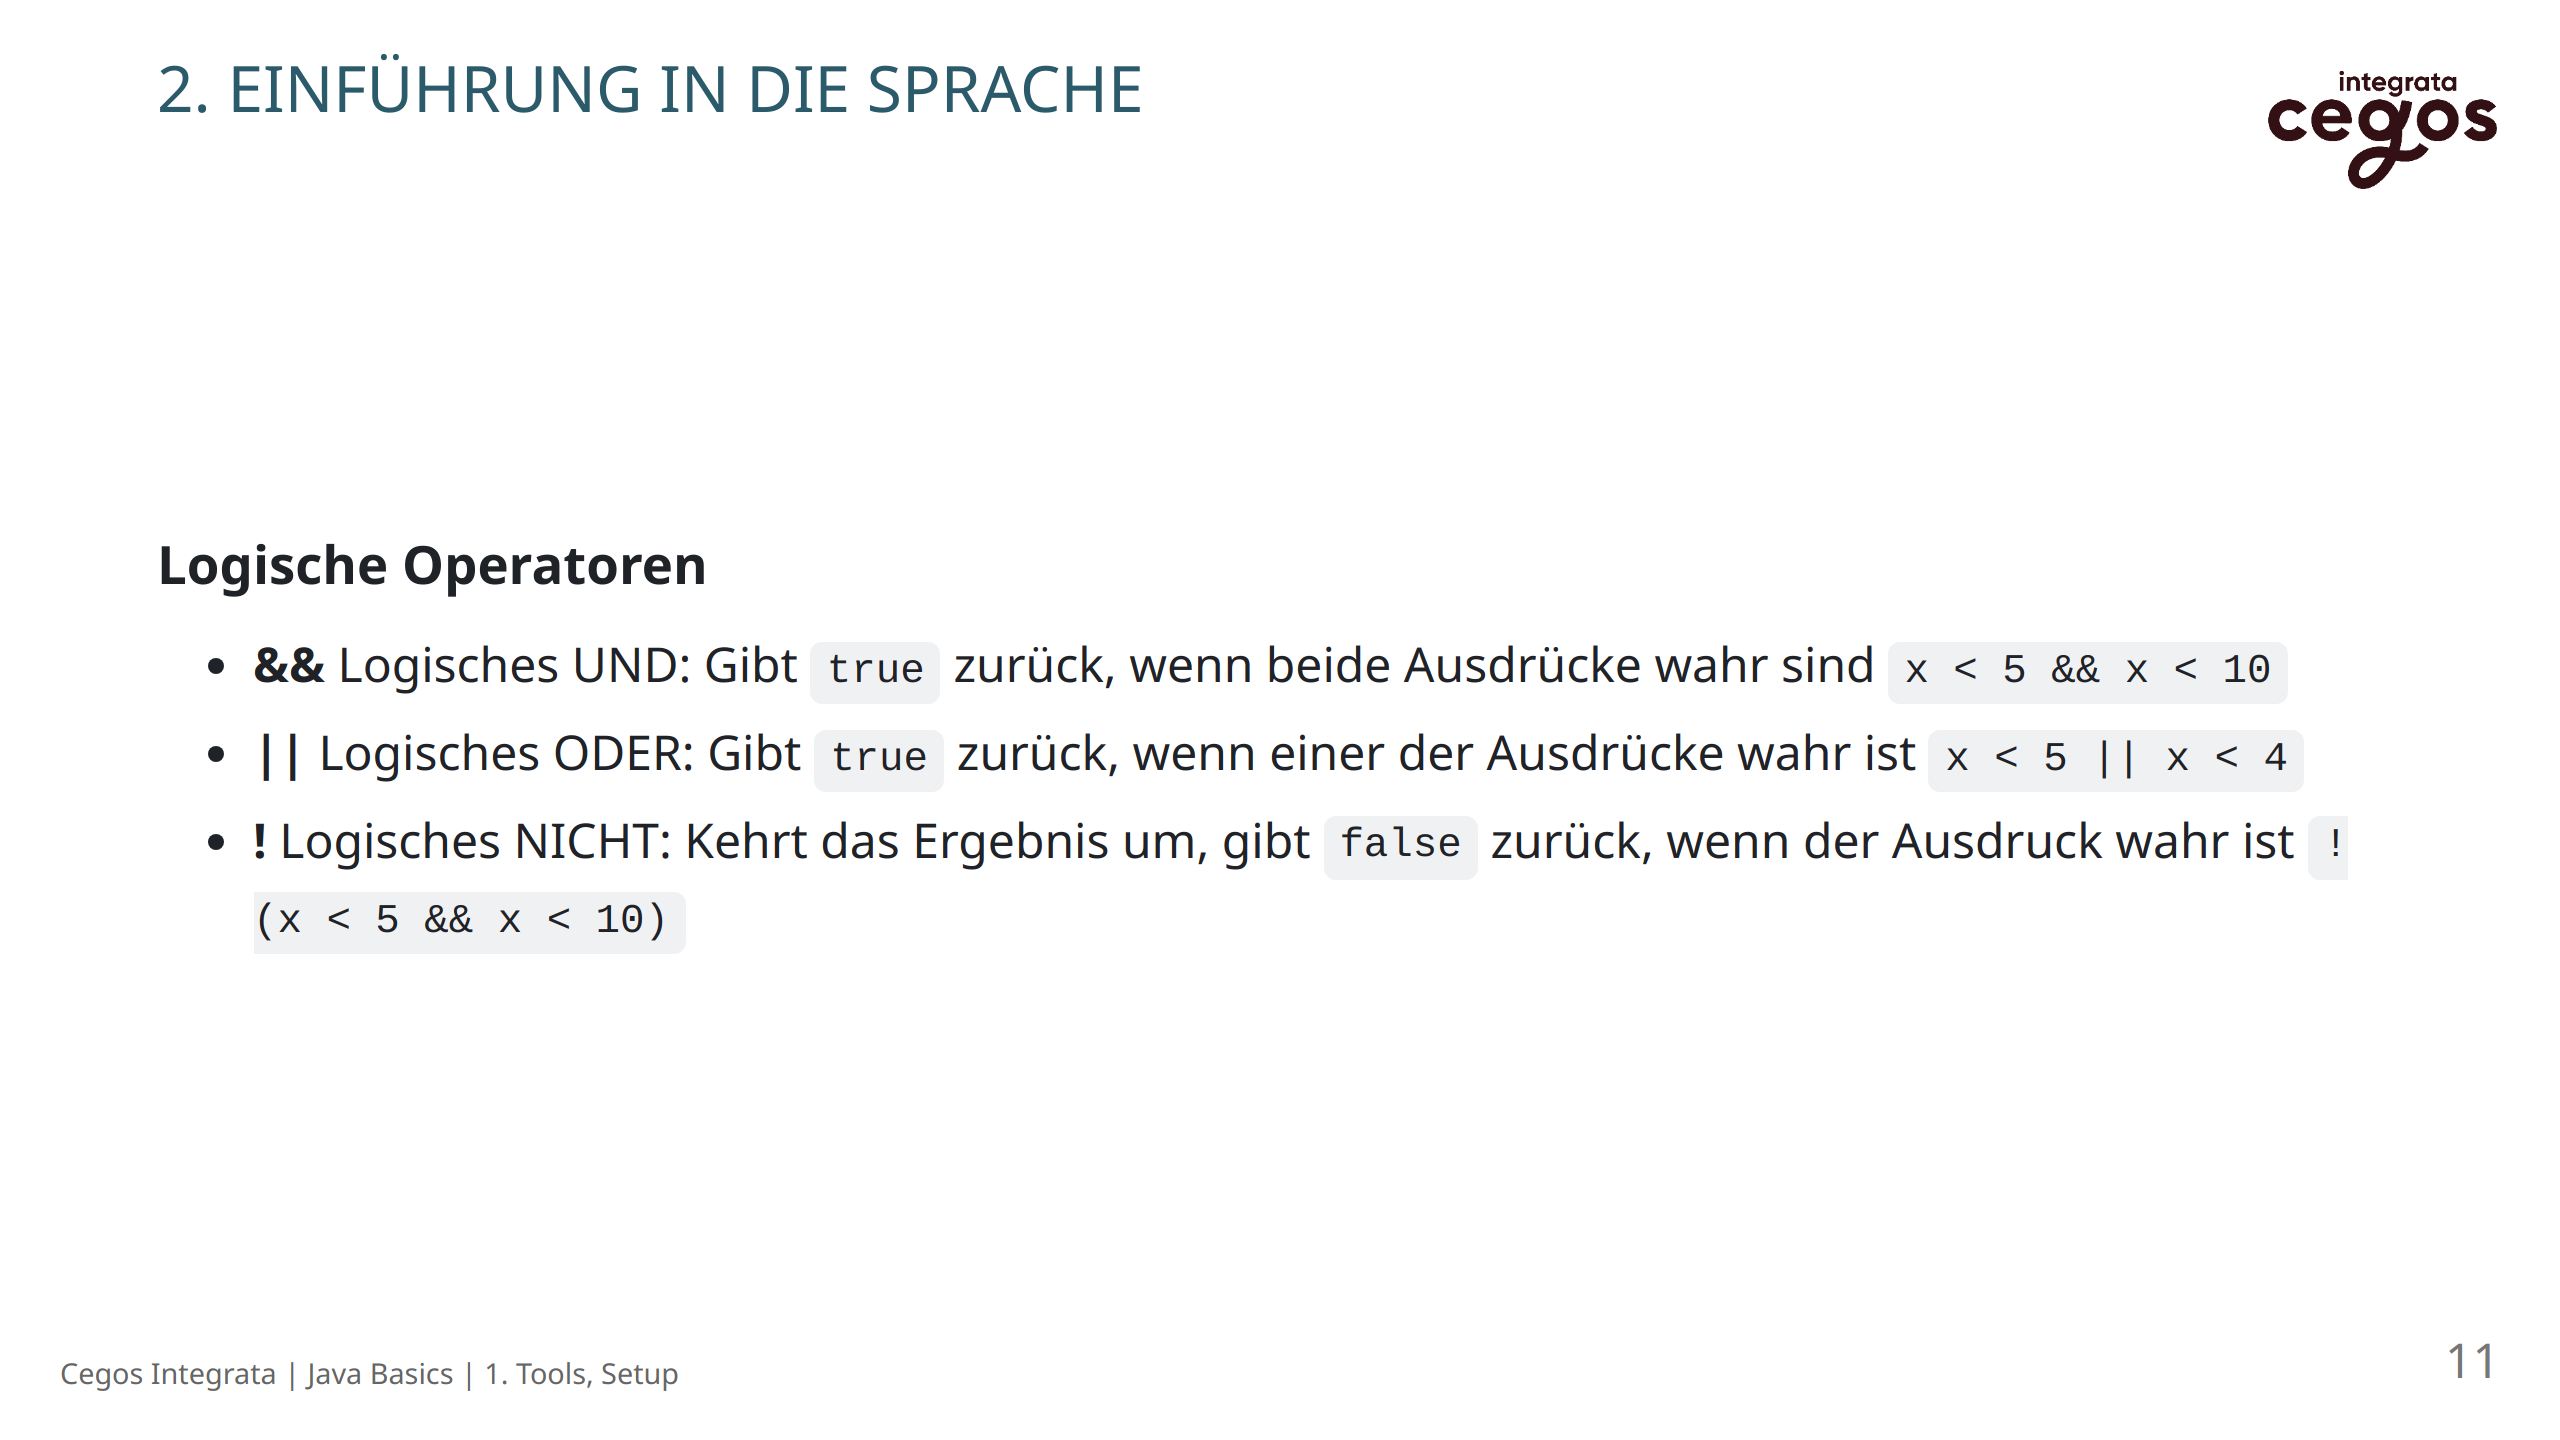 2. EINFÜHRUNG IN DIE SPRACHE
integrata
cegos
Logische Operatoren
• && Logisches UND: Gibt true zurück, wenn beide Ausdrücke wahr sind x < 5 && x < 10
• || Logisches ODER: Gibt true zurück, wenn einer der Ausdrücke wahr ist x < 5 || x < 4
• ! Logisches NICHT: Kehrt das Ergebnis um, gibt false zurück, wenn der Ausdruck wahr ist !
(x < 5 && x < 10)
Cegos Integrata | Java Basics | 1. Tools, Setup
11